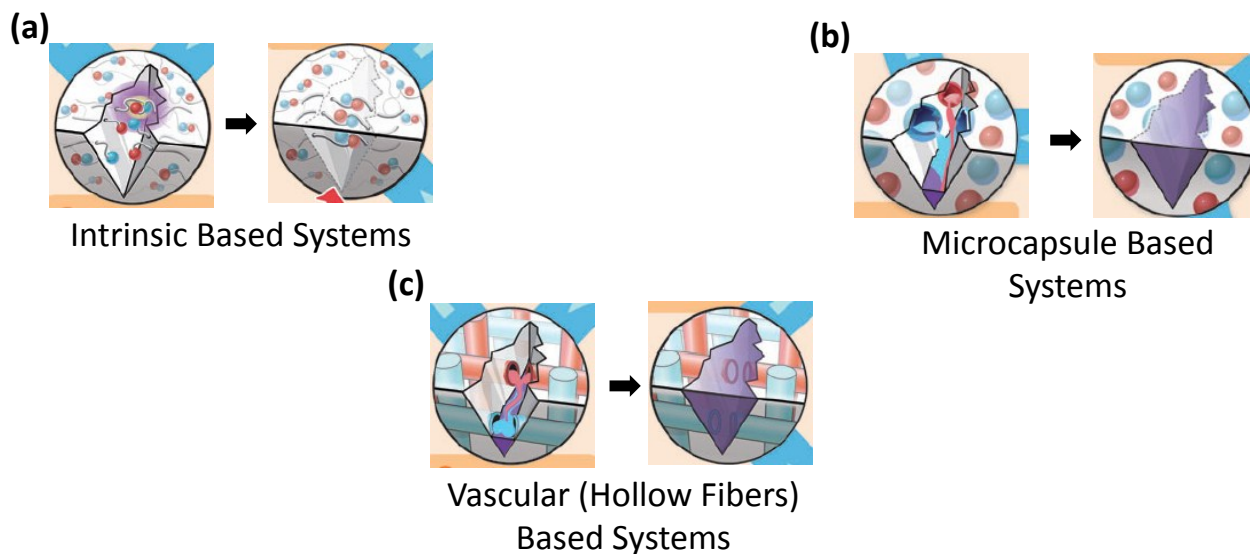 (a)
Intrinsic Based Systems
(b)
Microcapsule Based
Systems
(c)
Vascular (Hollow Fibers)
Based Systems